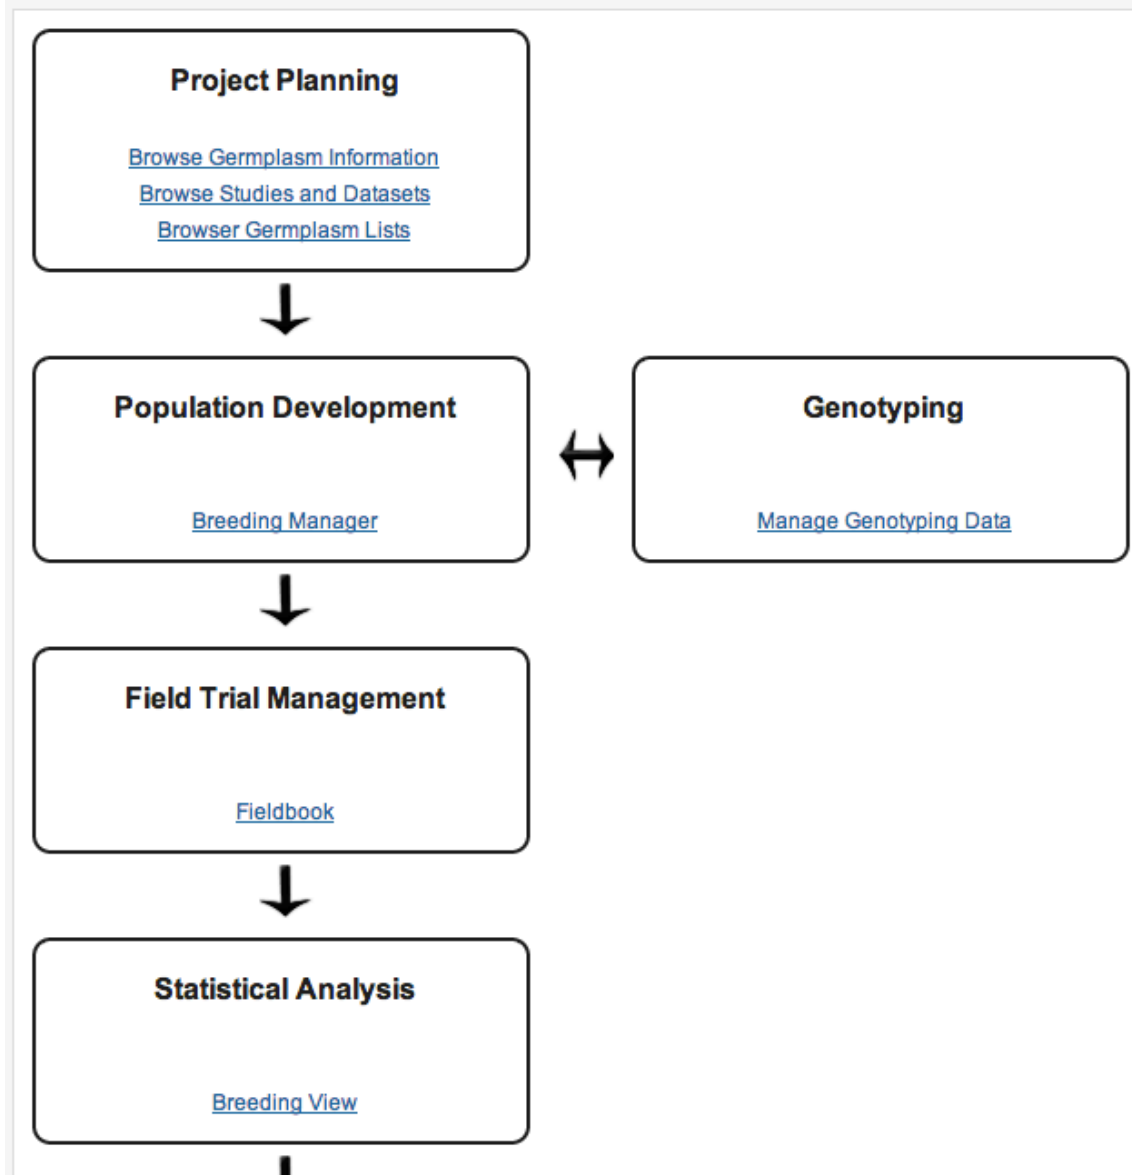 Project Planning
Browse Germplasm Information
Browse Studies and Datasets
Browser Germplasm Lists
Population Development
Breeding Manager
Genotyping
Manage Genotyping Data
Field Trial Management
Fieldbook
Statistical Analysis
Breeding View